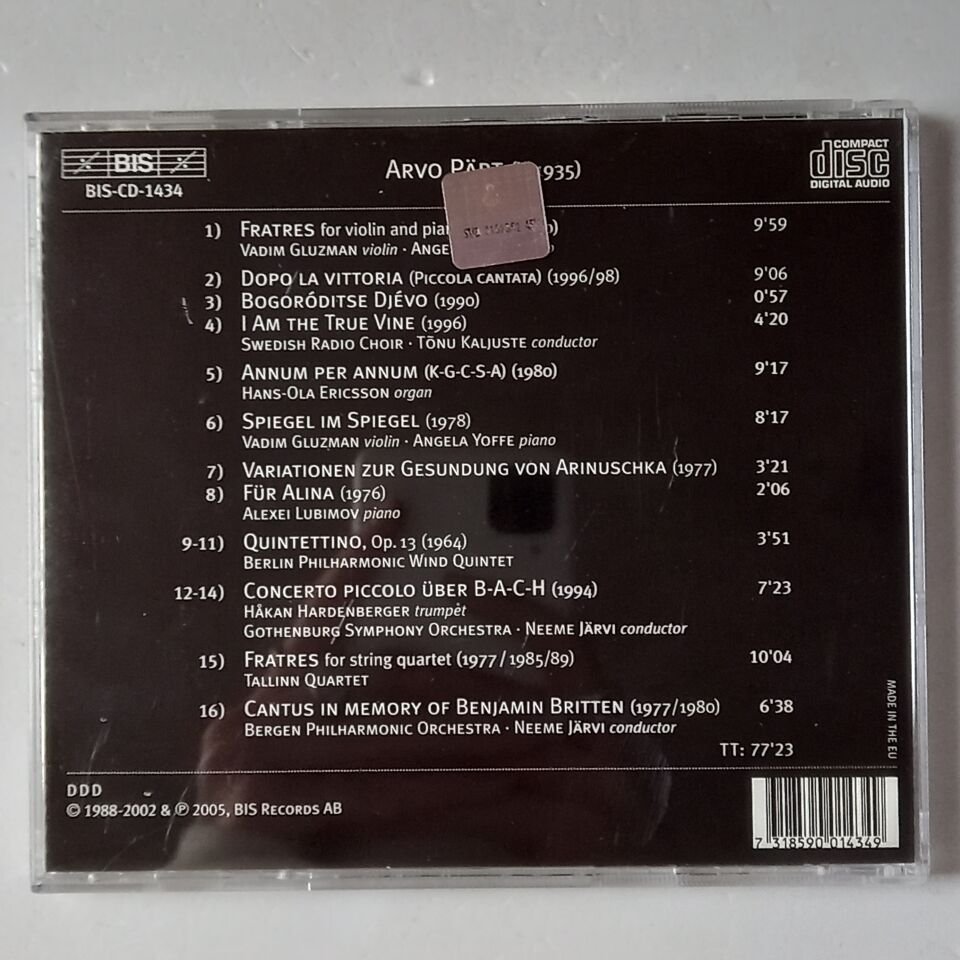 BIS
BIS-CD-1434
COMPACT
disc
DIGITAL AUDIO
ARVO PÄRT 1935)
1) FRATRES for violin and 9'59
VADIM GLUZMAN violin ·
2) DOPO LA VITTORIA (PICCOLA CANTATA) (1996/98) 9'06
3) BOGORÓDITSE DJÉVO (1990) 0'57
4) I AM THE TRUE VINE (1996) 4'20
SWEDISH RADIO CHOIR · TÕNU KALJUSTE conductor
5) ANNUM PER ANNUM (K-G-C-S-A) (1980) 9'17
HANS-OLA ERICSSON organ
6) SPIEGEL IM SPIEGEL (1978) 8'17
VADIM GLUZMAN violin · ANGELA YOFFE piano
7) VARIATIONEN ZUR GESUNDUNG VON ARINUSCHKA (1977) 3'21
8) FÜR ALINA (1976) 2'06
ALEXEI LUBIMOV piano
9-11) QUINTETTINO, OP. 13 (1964) 3'51
BERLIN PHILHARMONIC WIND QUINTET
12-14) CONCERTO PICCOLO ÜBER B-A-C-H (1994) 7'23
HÅKAN HARDENBERGER trumpet
GOTHENBURG SYMPHONY ORCHESTRA · NEEME JÄRVI conductor
15) FRATRES for string quartet (1977/1985/89) 10'04
TALLINN QUARTET
16) CANTUS IN MEMORY OF BENJAMIN BRITTEN (1977/1980) 6'38
BERGEN PHILHARMONIC ORCHESTRA · NEEME JÄRVI conductor
TT: 77'23
MADE IN THE EU
DDD
© 1988-2002 & ℗ 2005, BIS RECORDS AB
7 318590 014349